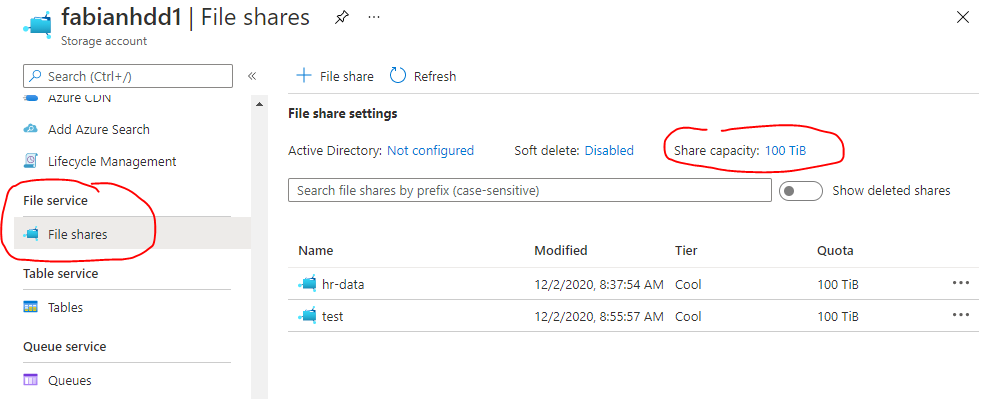 fabianhdd1 | File shares
Storage account
Search (Ctrl+/)
Azure CDN
Add Azure Search
Lifecycle Management
File service
File shares
Table service
Tables
Queue service
Queues
File share Refresh
File share settings
Active Directory: Not configured Soft delete: Disabled Share capacity: 100 TiB
Search file shares by prefix (case-sensitive) Show deleted shares
Name Modified Tier Quota
hr-data 12/2/2020, 8:37:54 AM Cool 100 TiB
test 12/2/2020, 8:55:57 AM Cool 100 TiB